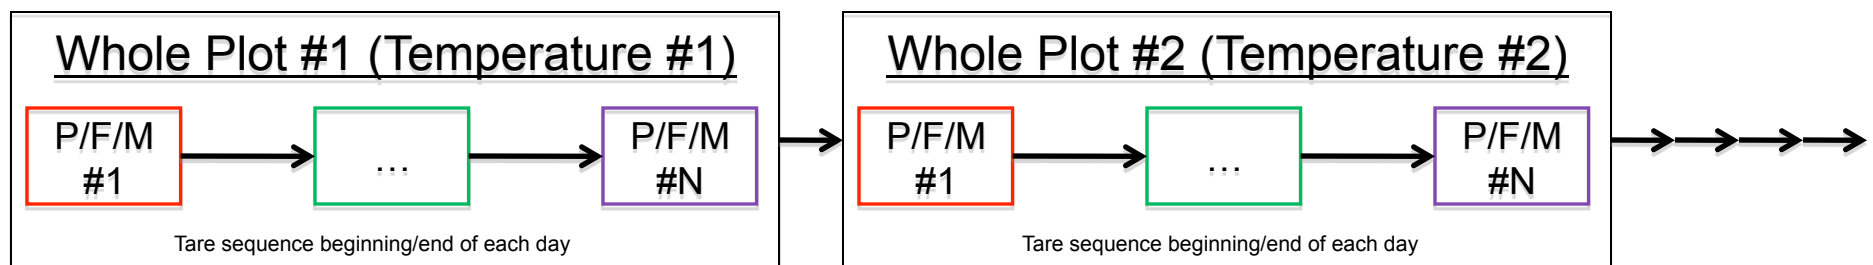 Whole Plot #1 (Temperature #1)
P/F/M
#1
...
P/F/M
#N
Tare sequence beginning/end of each day
Whole Plot #2 (Temperature #2)
P/F/M
#1
...
P/F/M
#N
Tare sequence beginning/end of each day